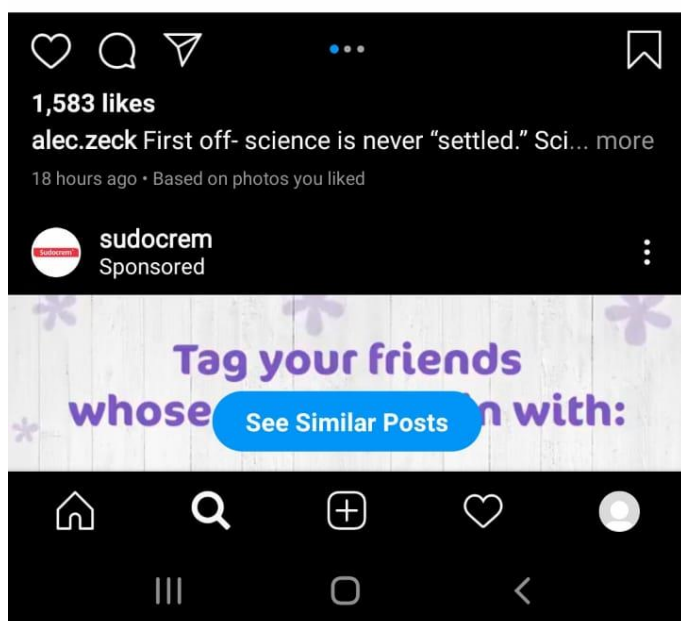 1,583 likes
alec.zeck First off- science is never “settled.” Sci... more
18 hours ago • Based on photos you liked
Sudocrem
sudocrem
Sponsored
Tag your friends
whose n with:
See Similar Posts